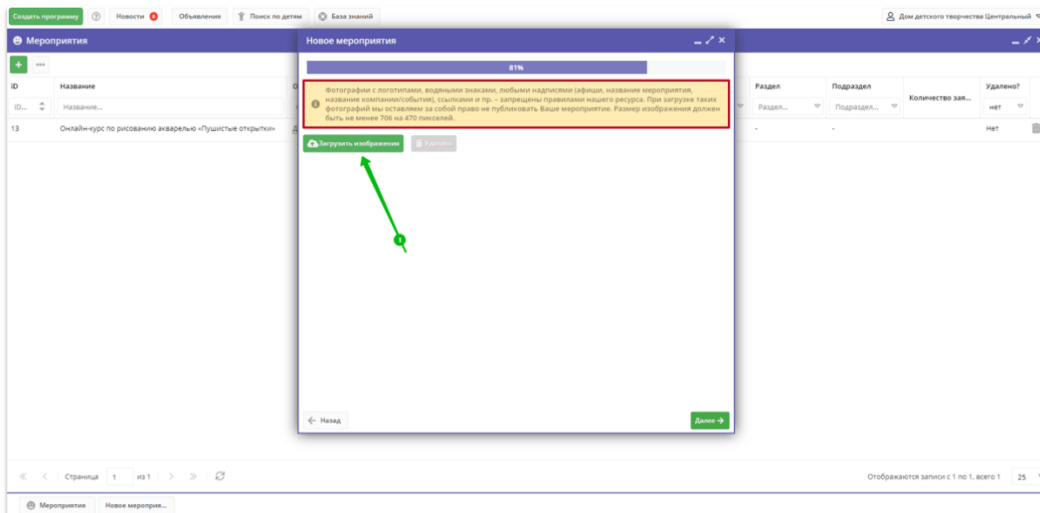 Создать программу
Новости
Объявления
Поиск по детям
База знаний
Дом детского творчества Центральный
Мероприятия
Новое мероприятия
81%
ID
Название
Раздел
Подраздел
Количество зая...
Удалено?
ID...
Название...
Раздел...
Подраздел...
нет
Фотографии с логотипами, водяными знаками, любыми надписями (афиши, название мероприятия,
название компании/события), ссылками и пр. – запрещены правилами нашего ресурса. При загрузке таких
фотографий мы оставляем за собой право не публиковать Ваше мероприятие. Размер изображения должен
быть не менее 706 на 470 пикселей.
13
Онлайн-курс по рисованию акварелью «Пушистые открытки»
-
-
Нет
Загрузить изображения
Удалить
1
Назад
Далее
Страница
1
из 1
Отображаются записи с 1 по 1, всего 1
25
Мероприятия
Новое мероприя...